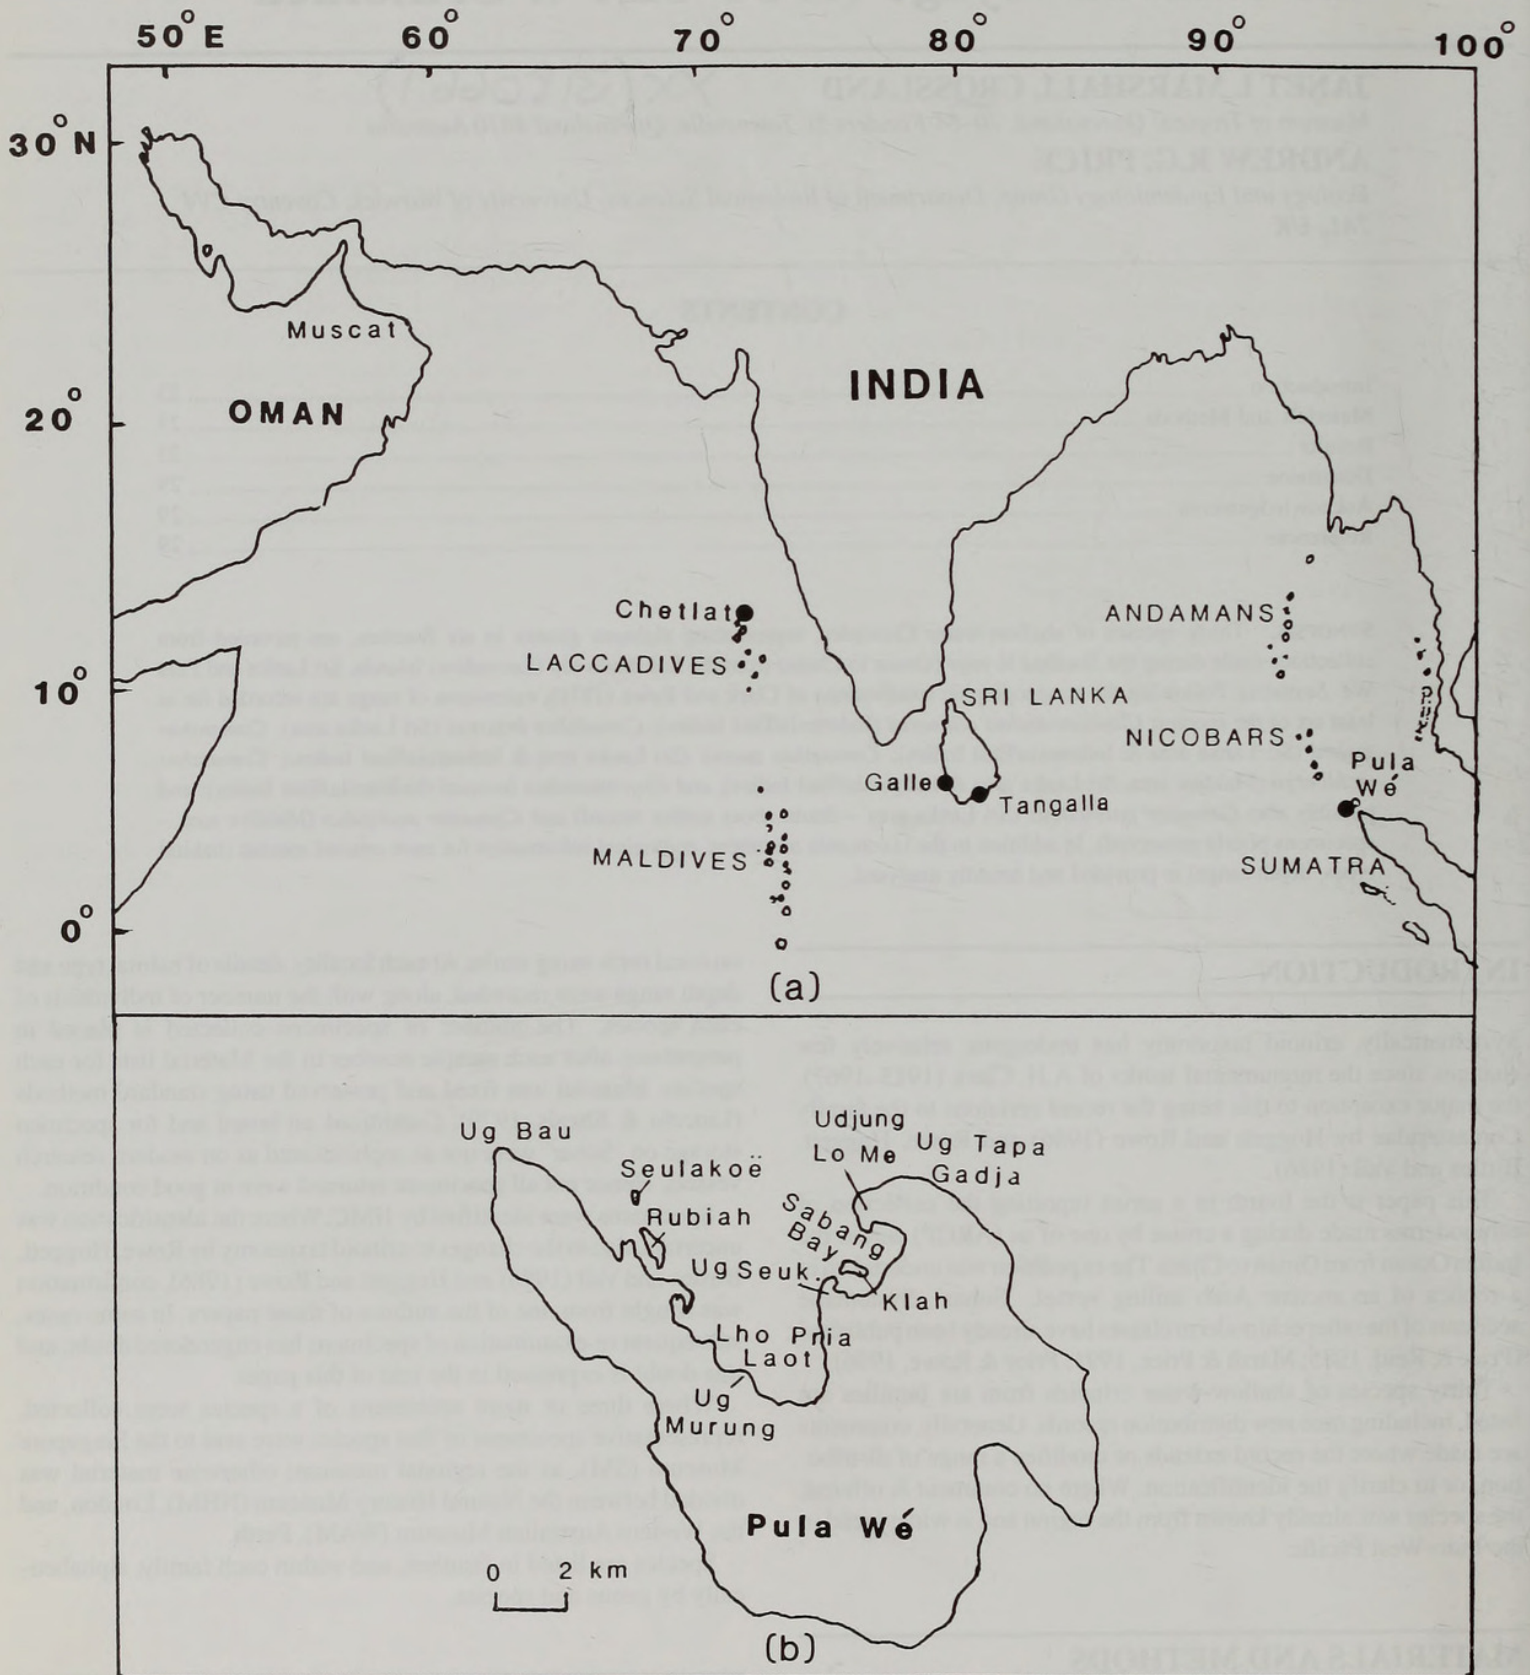 50° E 60° 70° 80° 90° 100°
30° N
20°
10°
0°
Muscat
OMAN
INDIA
Chetlat
LACCADIVES
ANDAMANS
SRI LANKA
NICOBARS
Pula
Wé
Galle
Tangalla
MALDIVES
SUMATRA
(a)
Ug Bau
Seulakoë
Rubiah
Udjung
Lo Me
Ug Tapa
Gadja
Sabang
Bay
Ug Seuk.
Klah
Lho Pria
Laot
Ug
Murung
Pula Wé
0 2 km
(b)